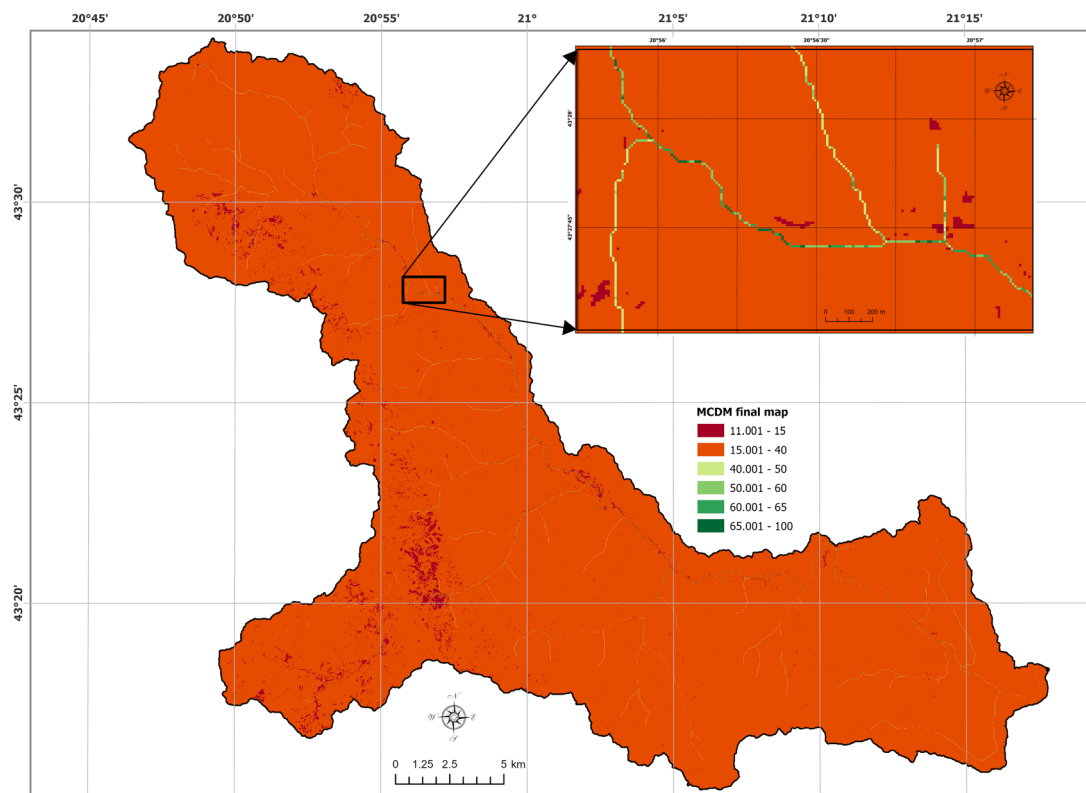 20°45' 20°50' 20°55' 21° 21°5' 21°10' 21°15'
20°56' 20°56'30" 20°57'
N
W E
S
43°28'
43°27'45"
0 100 200 m
43°30'
43°25'
43°20'
MCDM final map
11.001 - 15
15.001 - 40
40.001 - 50
50.001 - 60
60.001 - 65
65.001 - 100
N
W E
S
0 1.25 2.5 5 km